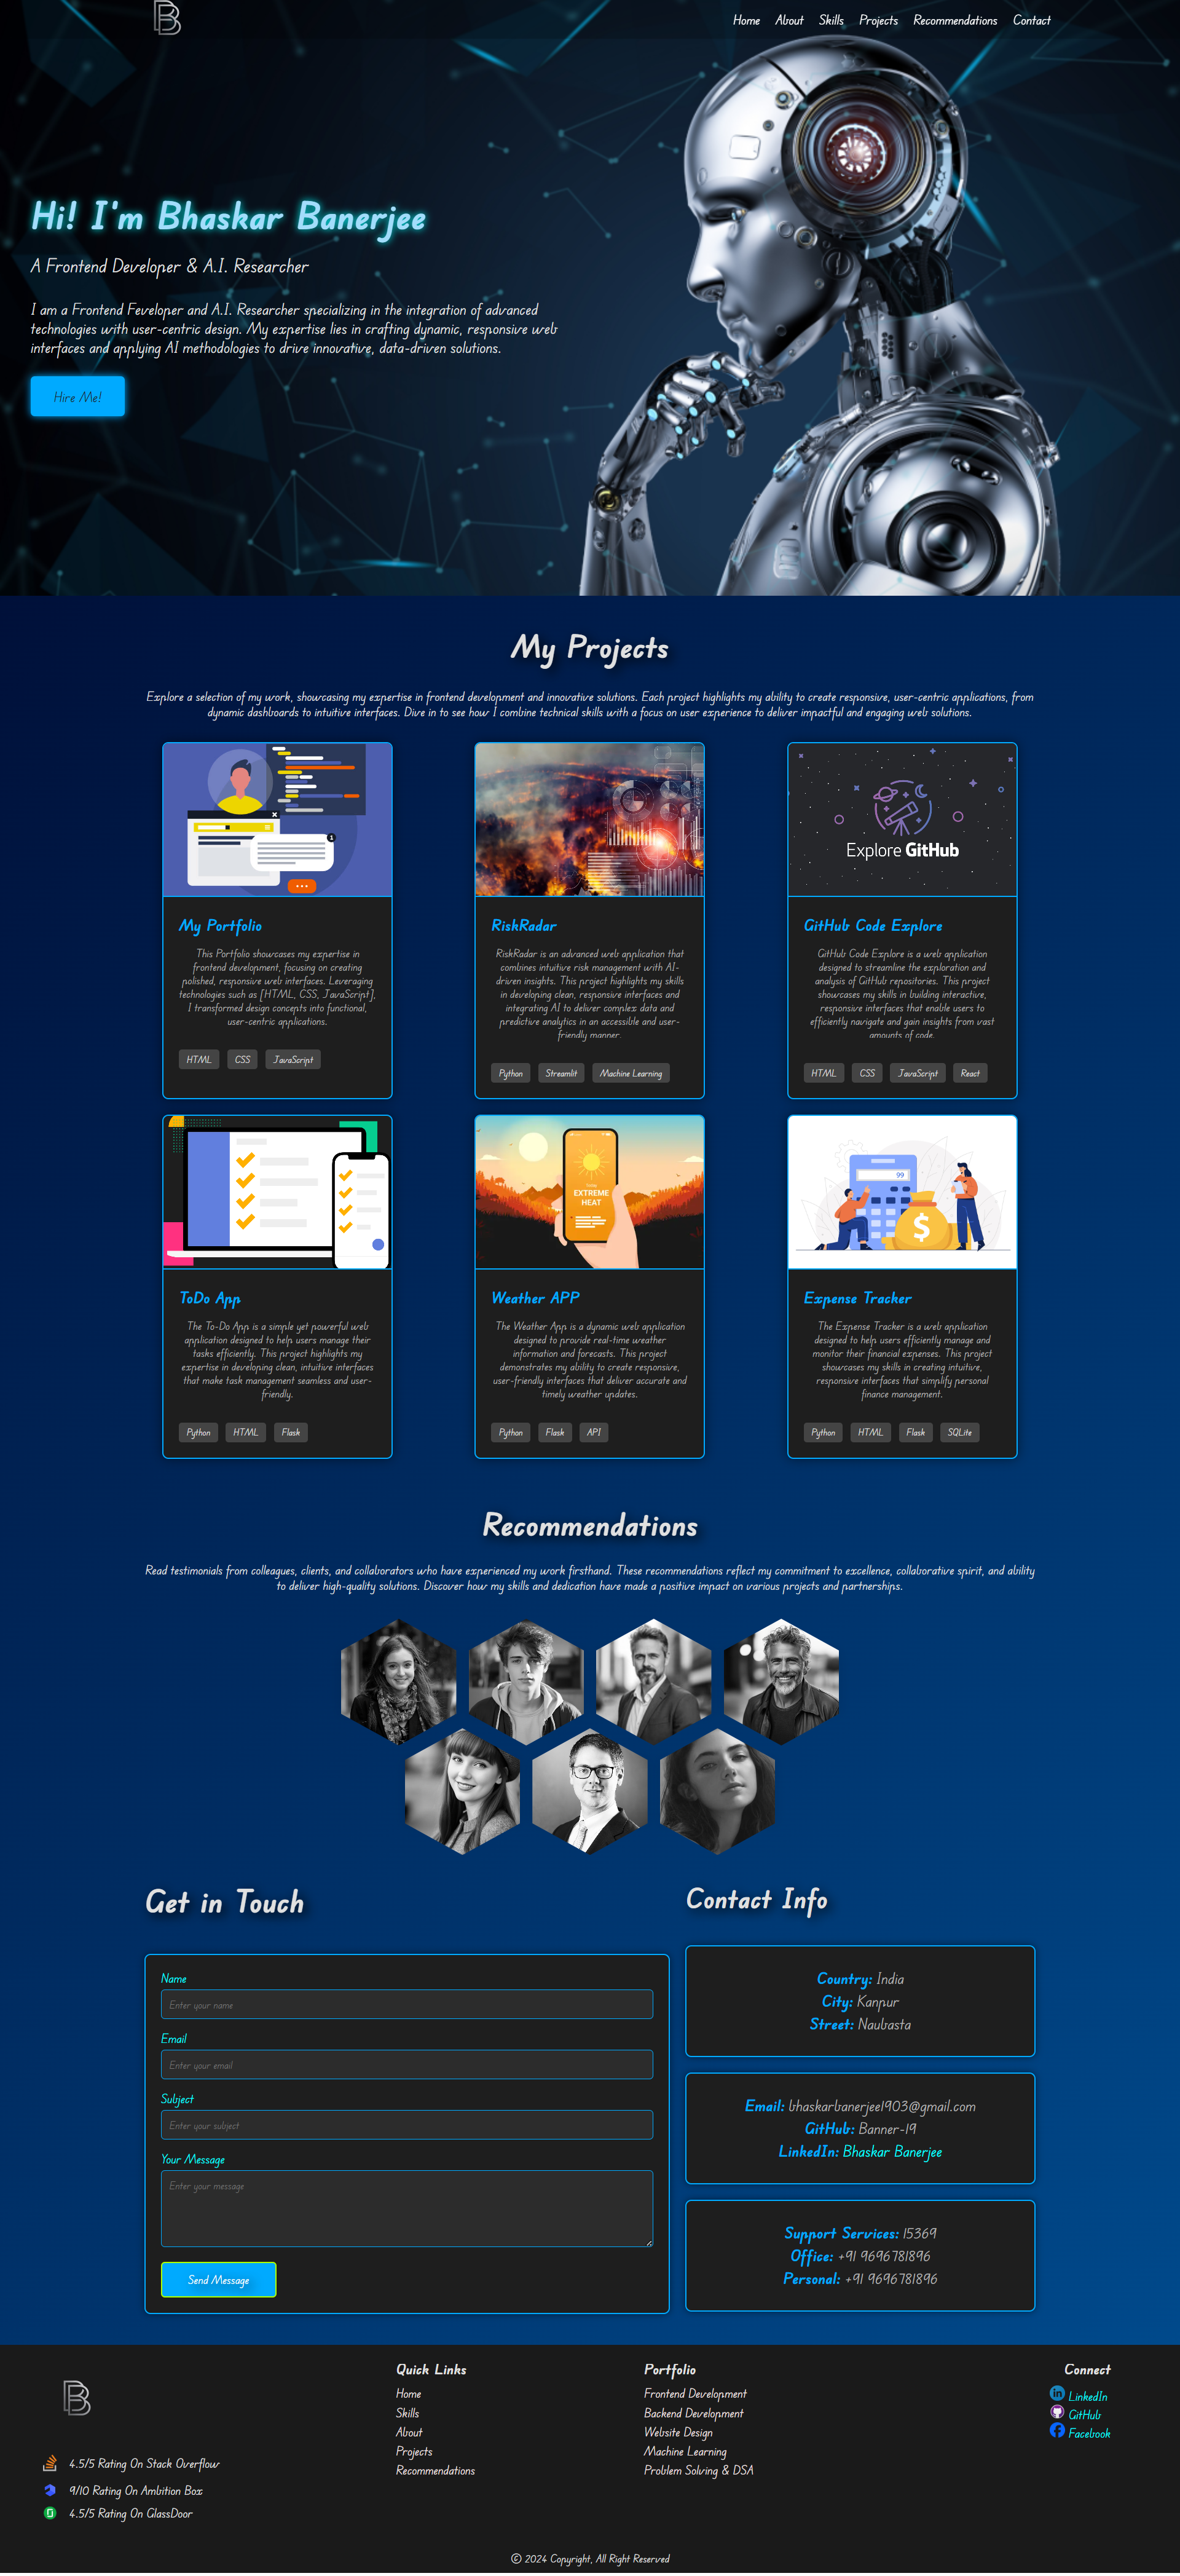 Home About Skills Projects Recommendations Contact
Hi! I'm Bhaskar Banerjee
A Frontend Developer & A.I. Researcher
I am a Frontend Feveloper and A.I. Researcher specializing in the integration of advanced
technologies with user-centric design. My expertise lies in crafting dynamic, responsive web
interfaces and applying AI methodologies to drive innovative, data-driven solutions.
Hire Me!
My Projects
Explore a selection of my work, showcasing my expertise in frontend development and innovative solutions. Each project highlights my ability to create responsive, user-centric applications, from
dynamic dashboards to intuitive interfaces. Dive in to see how I combine technical skills with a focus on user experience to deliver impactful and engaging web solutions.
My Portfolio
This Portfolio showcases my expertise in
frontend development, focusing on creating
polished, responsive web interfaces. Leveraging
technologies such as [HTML, CSS, JavaScript],
I transformed design concepts into functional,
user-centric applications.
HTML CSS JavaScript
RiskRadar
RiskRadar is an advanced web application that
combines intuitive risk management with AI-
driven insights. This project highlights my skills
in developing clean, responsive interfaces and
integrating AI to deliver complex data and
predictive analytics in an accessible and user-
friendly manner.
Python Streamlit Machine Learning
Explore GitHub
GitHub Code Explore
GitHub Code Explore is a web application
designed to streamline the exploration and
analysis of GitHub repositories. This project
showcases my skills in building interactive,
responsive interfaces that enable users to
efficiently navigate and gain insights from vast
amounts of code.
HTML CSS JavaScript React
ToDo App
The To-Do App is a simple yet powerful web
application designed to help users manage their
tasks efficiently. This project highlights my
expertise in developing clean, intuitive interfaces
that make task management seamless and user-
friendly.
Python HTML Flask
EXTREME
HEAT
Weather APP
The Weather App is a dynamic web application
designed to provide real-time weather
information and forecasts. This project
demonstrates my ability to create responsive,
user-friendly interfaces that deliver accurate and
timely weather updates.
Python Flask API
99
$
Expense Tracker
The Expense Tracker is a web application
designed to help users efficiently manage and
monitor their financial expenses. This project
showcases my skills in creating intuitive,
responsive interfaces that simplify personal
finance management.
Python HTML Flask SQLite
Recommendations
Read testimonials from colleagues, clients, and collaborators who have experienced my work firsthand. These recommendations reflect my commitment to excellence, collaborative spirit, and ability
to deliver high-quality solutions. Discover how my skills and dedication have made a positive impact on various projects and partnerships.
Get in Touch
Name
Enter your name
Email
Enter your email
Subject
Enter your subject
Your Message
Enter your message
Send Message
Contact Info
Country: India
City: Kanpur
Street: Naubasta
Email: bhaskarbanerjee1903@gmail.com
GitHub: Banner-19
LinkedIn: Bhaskar Banerjee
Support Services: 15369
Office: +91 9696781896
Personal: +91 9696781896
4.5/5 Rating On Stack Overflow
9/10 Rating On Ambition Box
4.5/5 Rating On GlassDoor
Quick Links
Home
Skills
About
Projects
Recommendations
Portfolio
Frontend Development
Backend Development
Website Design
Machine Learning
Problem Solving & DSA
Connect
LinkedIn
GitHub
Facebook
© 2024 Copyright, All Right Reserved